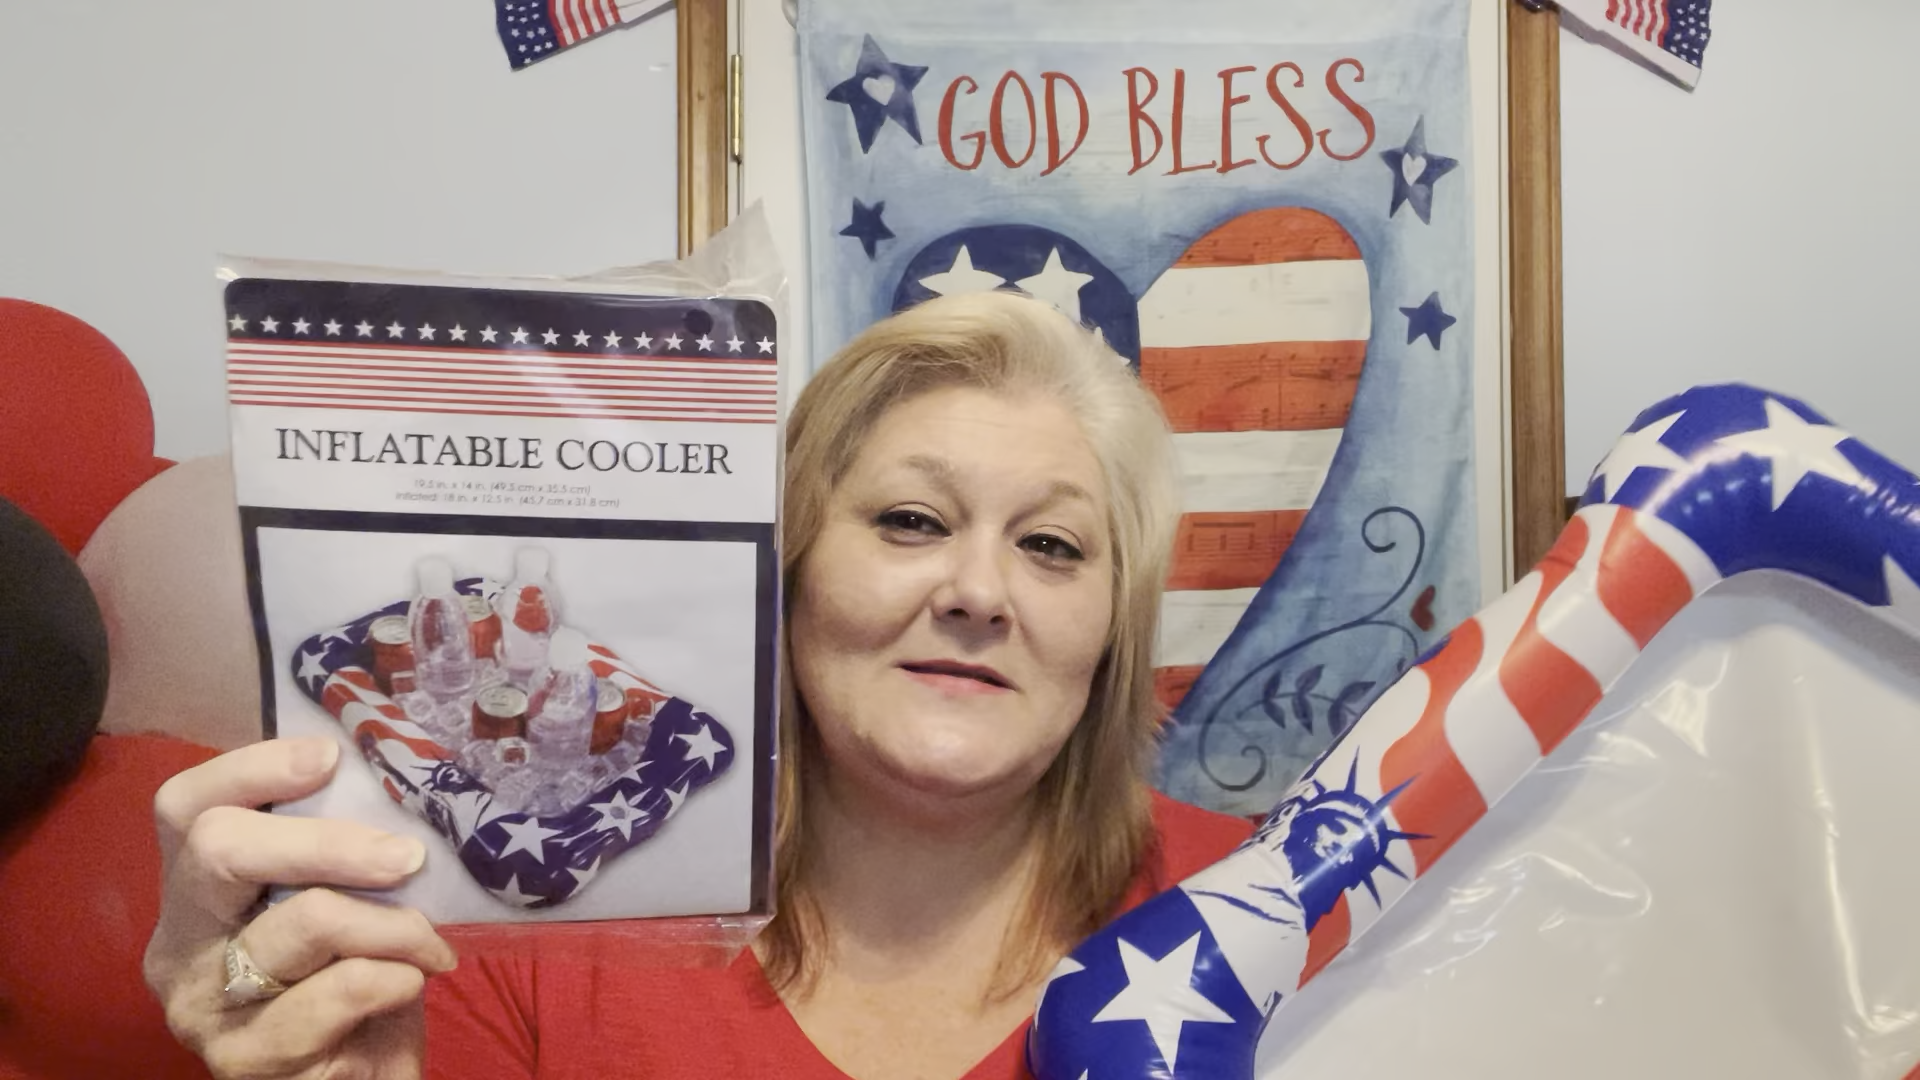 GOD BLESS
INFLATABLE COOLER
19.5 in. x 14 in. (49.5 cm x 35.5 cm)
Inflated: 18 in. x 12.5 in. (45.7 cm x 31.8 cm)